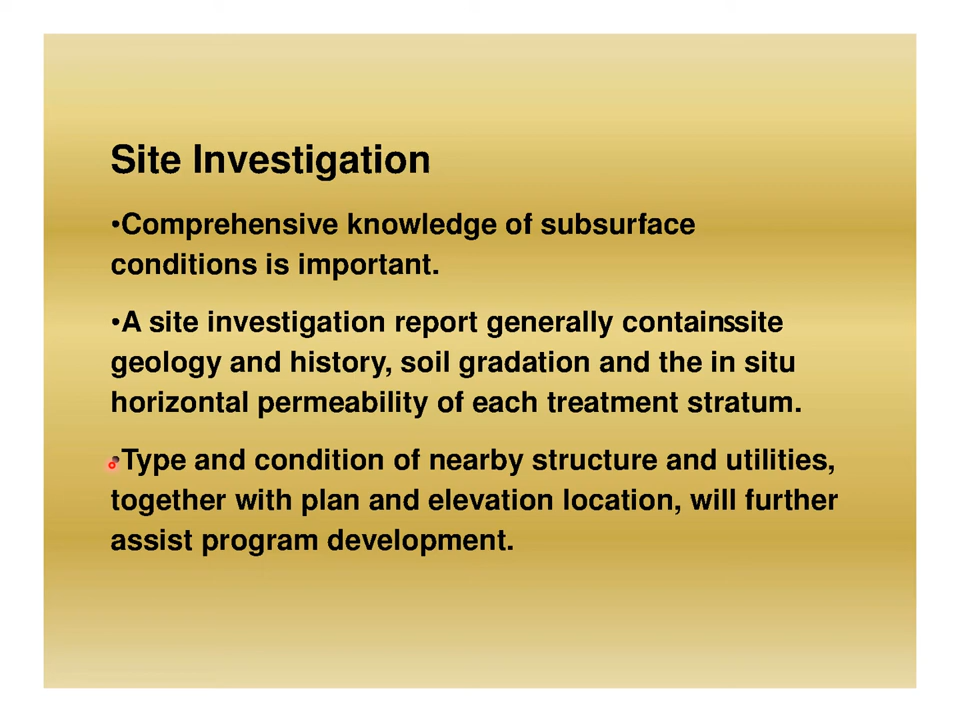 Site Investigation
•Comprehensive knowledge of subsurface
conditions is important.
•A site investigation report generally containssite
geology and history, soil gradation and the in situ
horizontal permeability of each treatment stratum.
•Type and condition of nearby structure and utilities,
together with plan and elevation location, will further
assist program development.